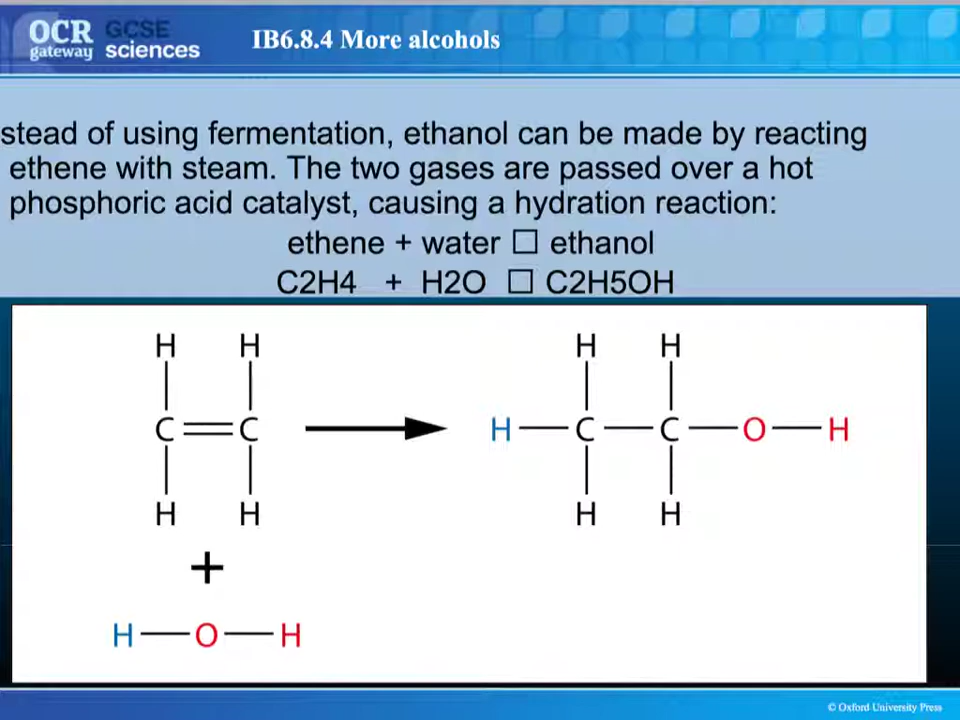 OCR GCSE
gateway sciences
IB6.8.4 More alcohols
stead of using fermentation, ethanol can be made by reacting
ethene with steam. The two gases are passed over a hot
phosphoric acid catalyst, causing a hydration reaction:
ethene + water □ ethanol
C2H4 + H2O □ C2H5OH
H H H H
C C H C C O H
H H H H
+
H O H
© Oxford University Press